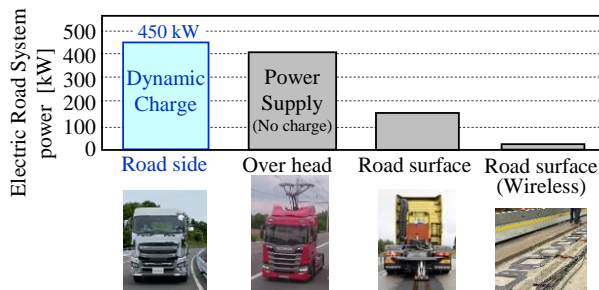 Electric Road System
power [kW]
500
400
300
200
100
0
450 kW
Dynamic
Charge
Power
Supply
(No charge)
Road side
Over head
Road surface
Road surface
(Wireless)